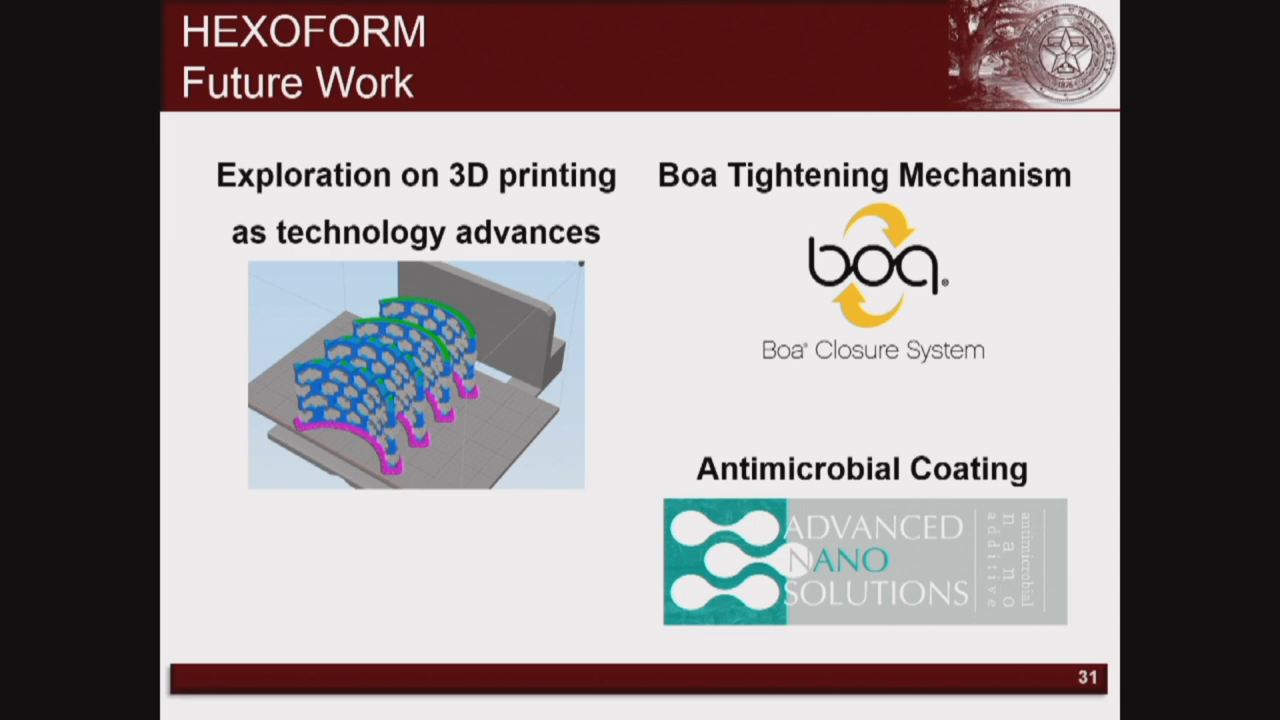 HEXOFORM
Future Work
Exploration on 3D printing
as technology advances
Boa Tightening Mechanism
boa®
Boa® Closure System
Antimicrobial Coating
ADVANCED
NANO
SOLUTIONS
antimicrobial
nano
additive
31